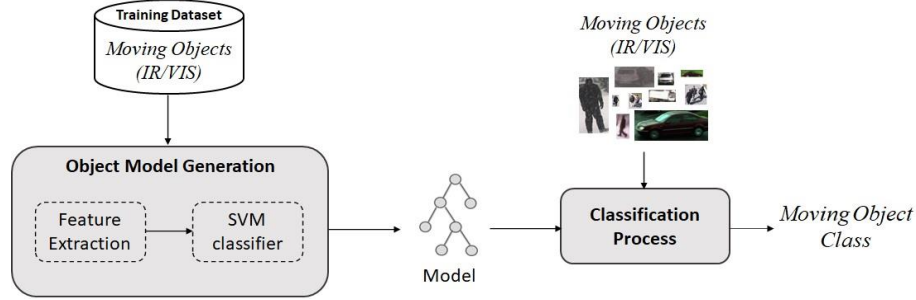 Training Dataset
Moving Objects
(IR/VIS)
Moving Objects
(IR/VIS)
Object Model Generation
Feature
Extraction
SVM
classifier
Model
Classification
Process
Moving Object
Class